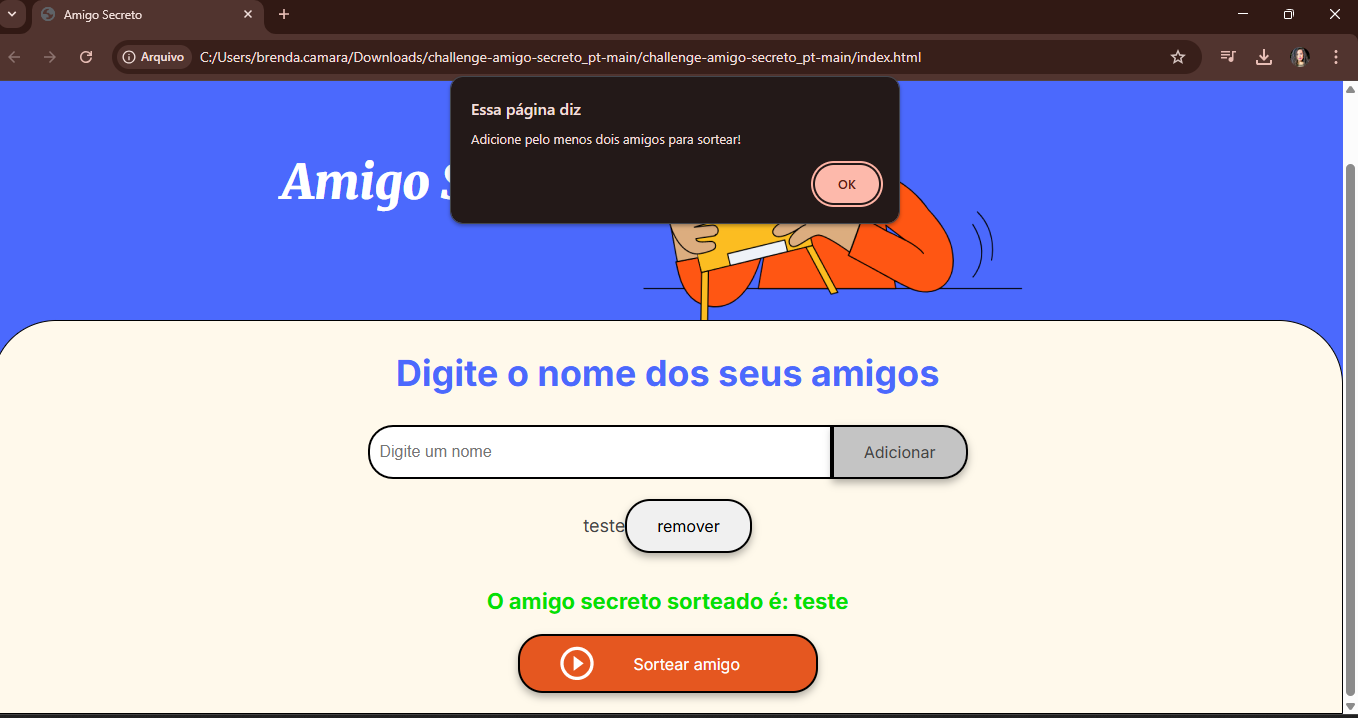 Amigo Secreto
Arquivo
C:/Users/brenda.camara/Downloads/challenge-amigo-secreto_pt-main/challenge-amigo-secreto_pt-main/index.html
Essa página diz
Adicione pelo menos dois amigos para sortear!
OK
Amigo S
Digite o nome dos seus amigos
Digite um nome
Adicionar
teste
remover
O amigo secreto sorteado é: teste
Sortear amigo